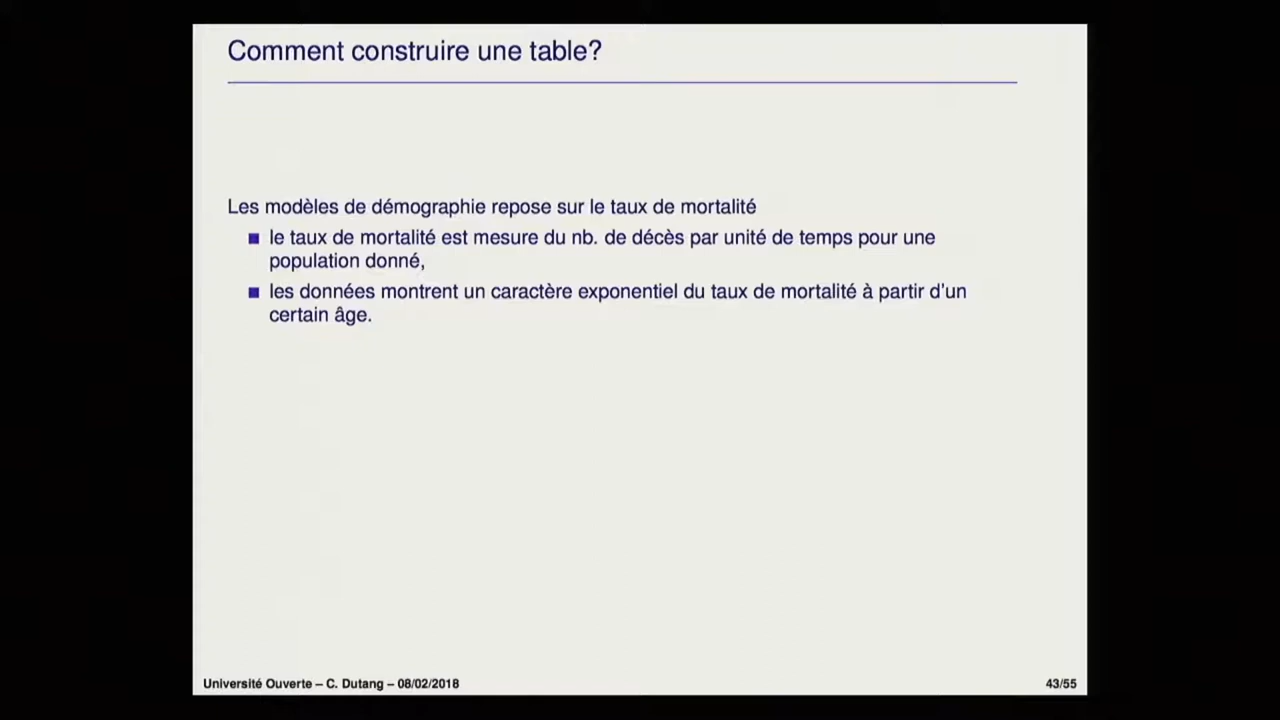 Comment construire une table?
Les modèles de démographie repose sur le taux de mortalité
le taux de mortalité est mesure du nb. de décès par unité de temps pour une
population donné,
les données montrent un caractère exponentiel du taux de mortalité à partir d'un
certain âge.
Université Ouverte – C. Dutang – 08/02/2018
43/55